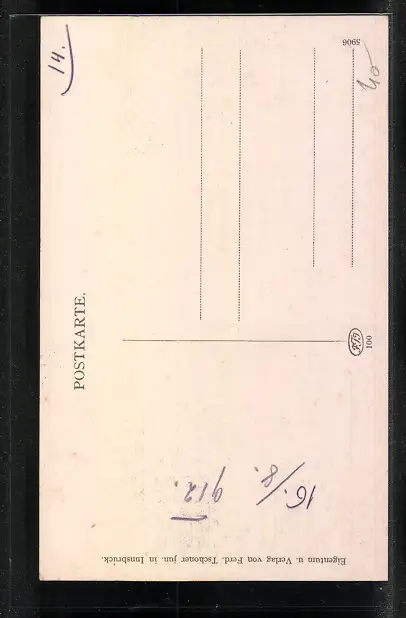 14.
POSTKARTE.
5906
40
100
16./8. 912.
Eigentum u. Verlag von Ferd. Tschoner jun. in Innsbruck.